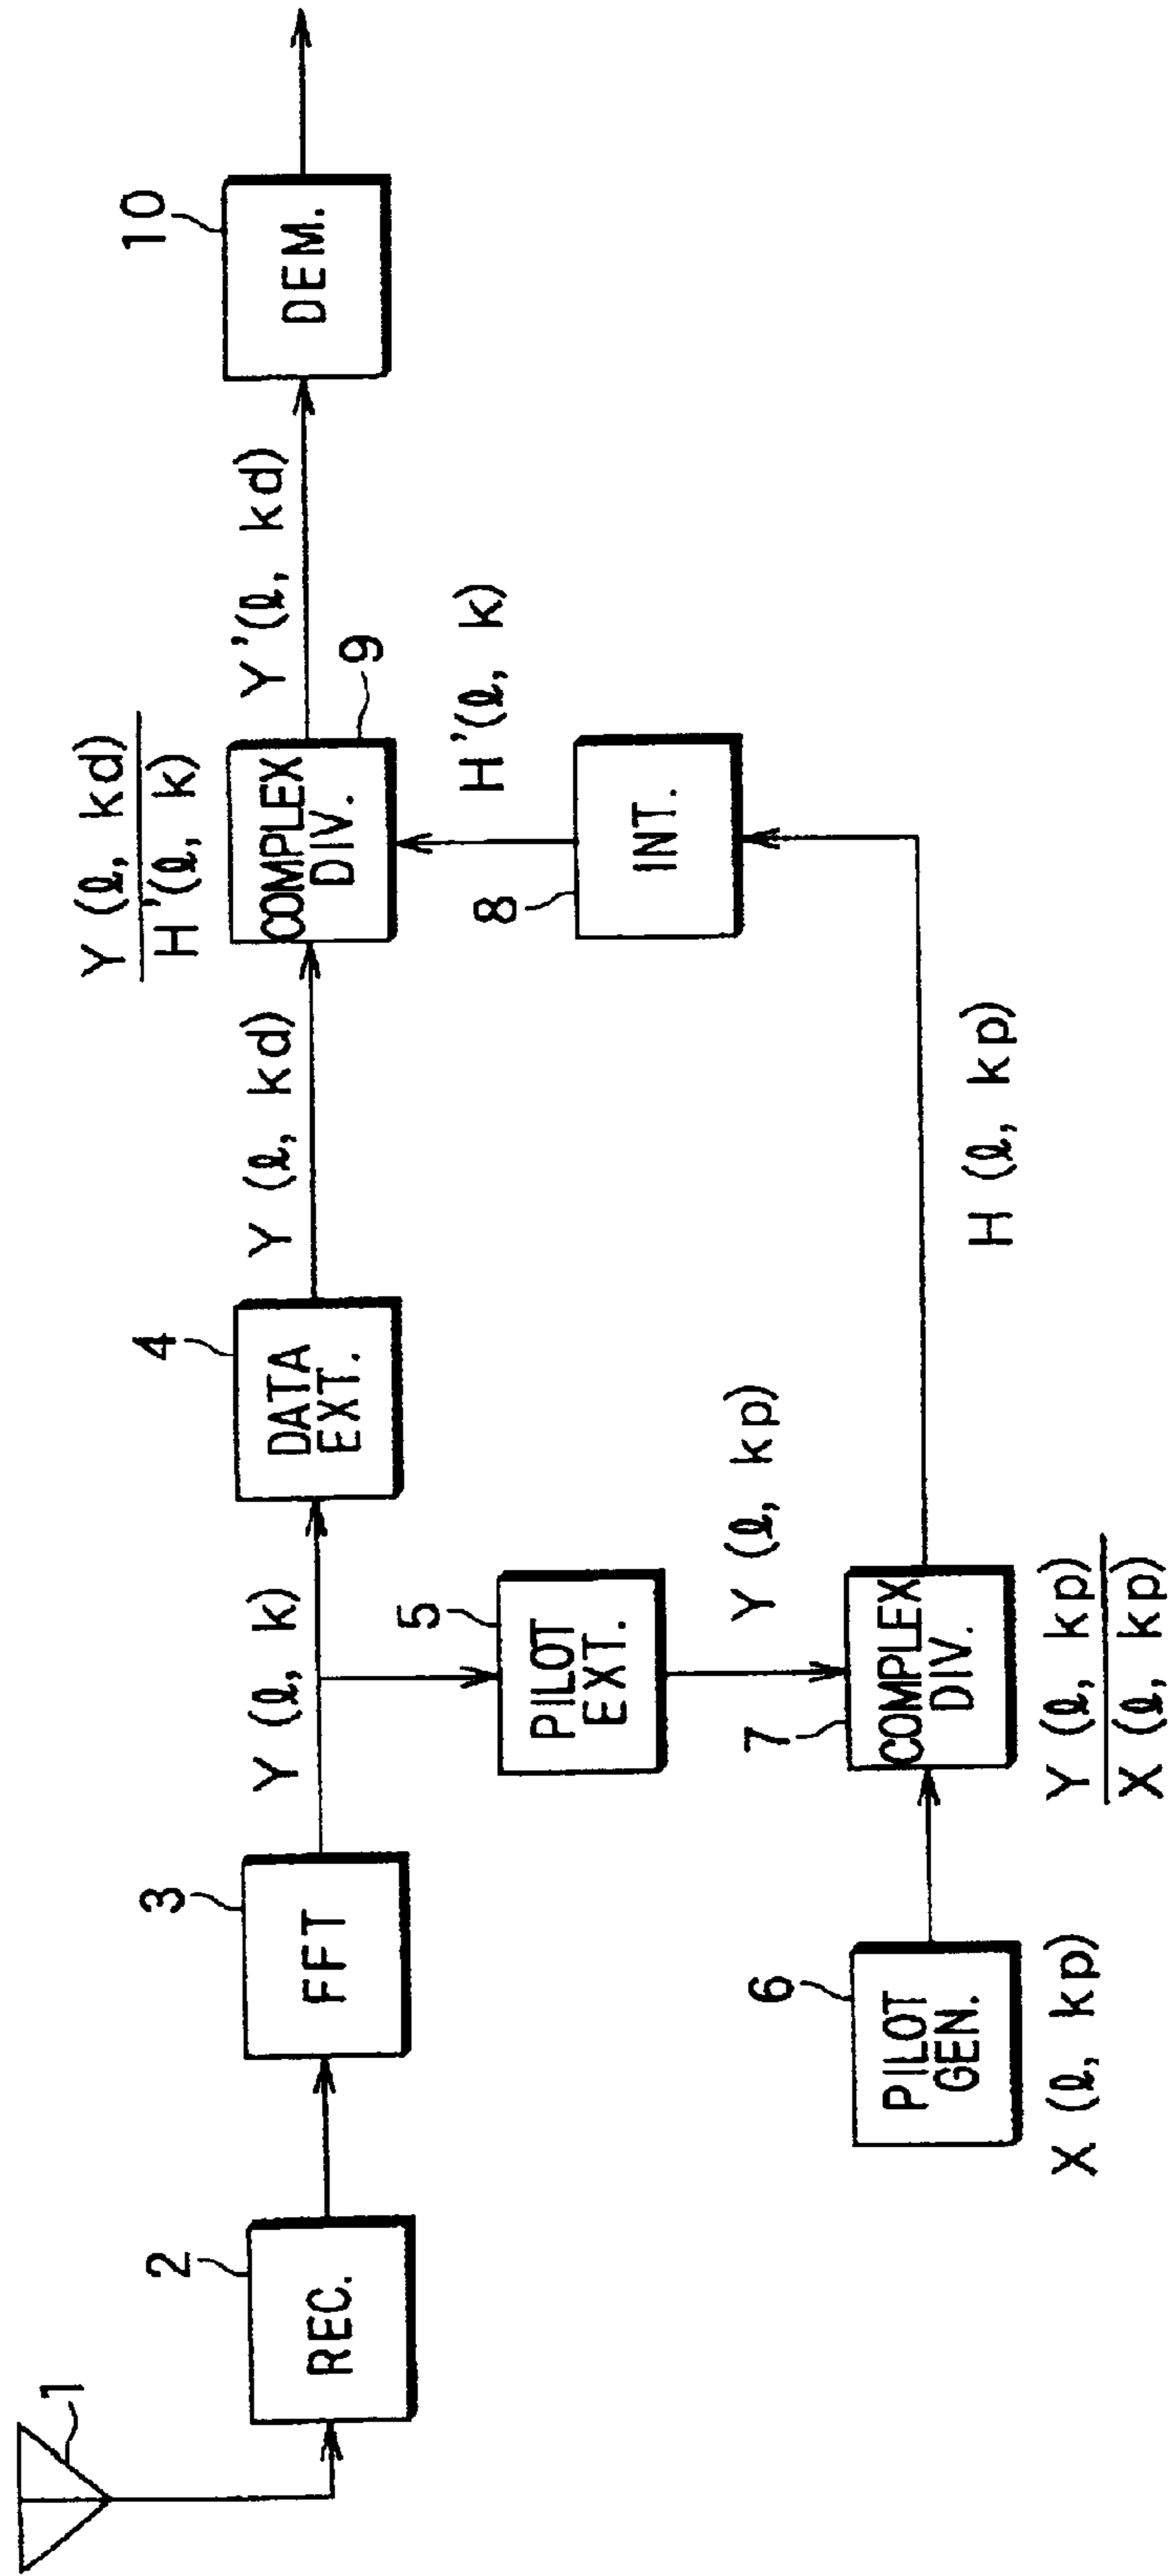 1
2
REC.
3
FFT
Y (ℓ, k)
4
DATA
EXT.
Y (ℓ, kd)
Y (ℓ, kd)
H'(ℓ, k)
COMPLEX
DIV.
9
Y'(ℓ, kd)
10
DEM.
5
PILOT
EXT.
Y (ℓ, kp)
6
PILOT
GEN.
X (ℓ, kp)
7
COMPLEX
DIV.
Y (ℓ, kp)
X (ℓ, kp)
H (ℓ, kp)
8
INT.
H'(ℓ, k)